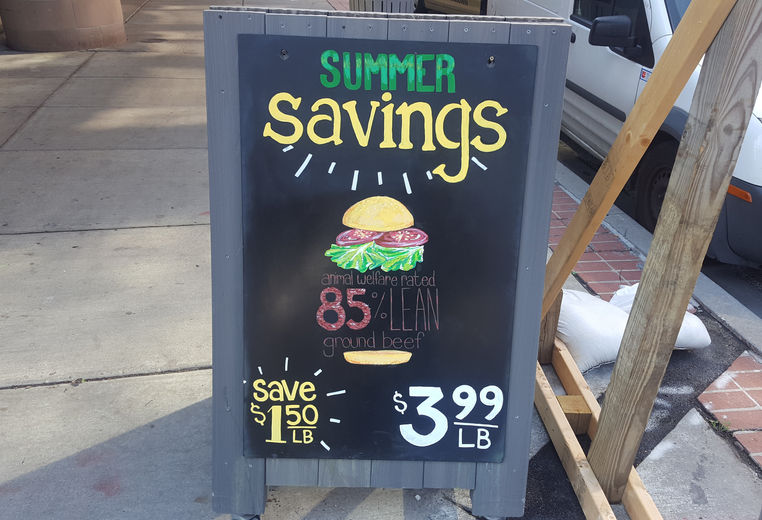 SUMMER
savings
animal welfare rated
85% LEAN
ground beef
save
$1.50
LB
$3.99
LB